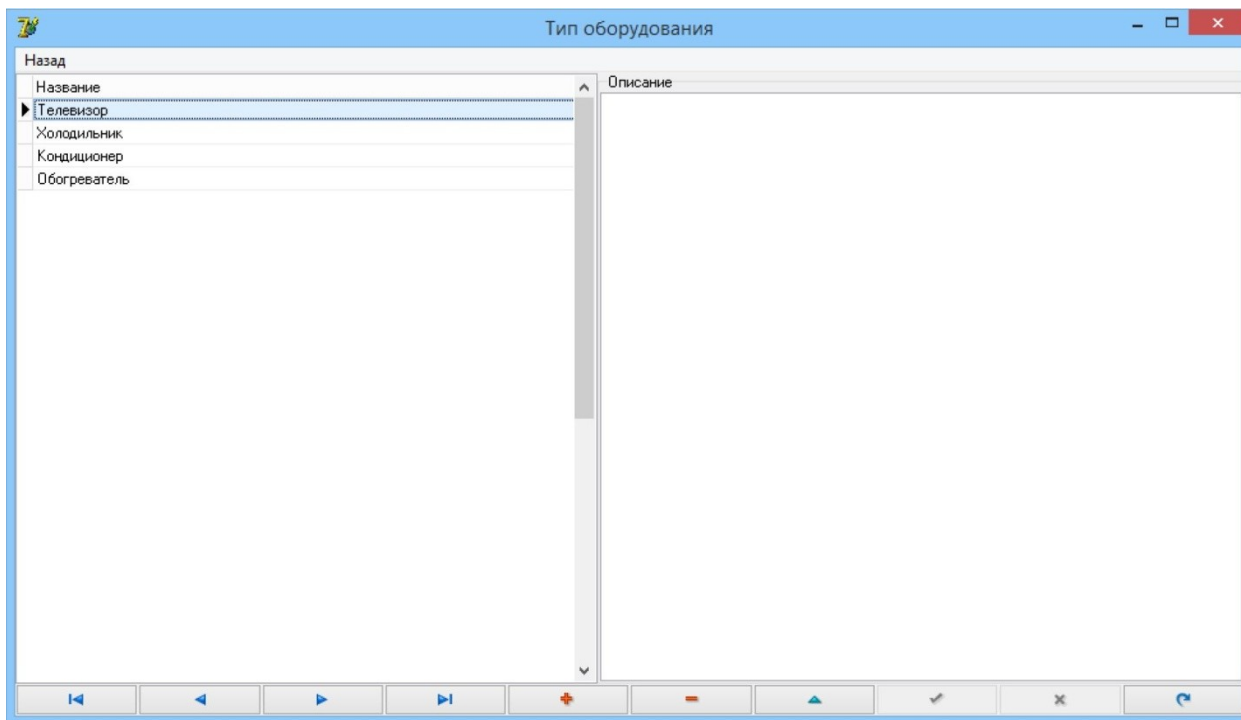 Тип оборудования
Назад
Название
Телевизор
Холодильник
Кондиционер
Обогреватель
Описание